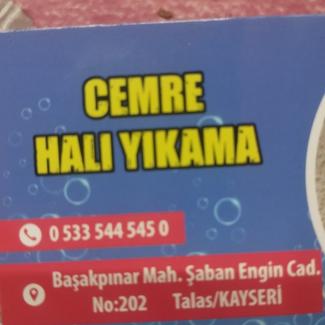 CEMRE
HALI YIKAMA
0 533 544 545 0
Başakpınar Mah. Şaban Engin Cad.
No:202 Talas/KAYSERİ